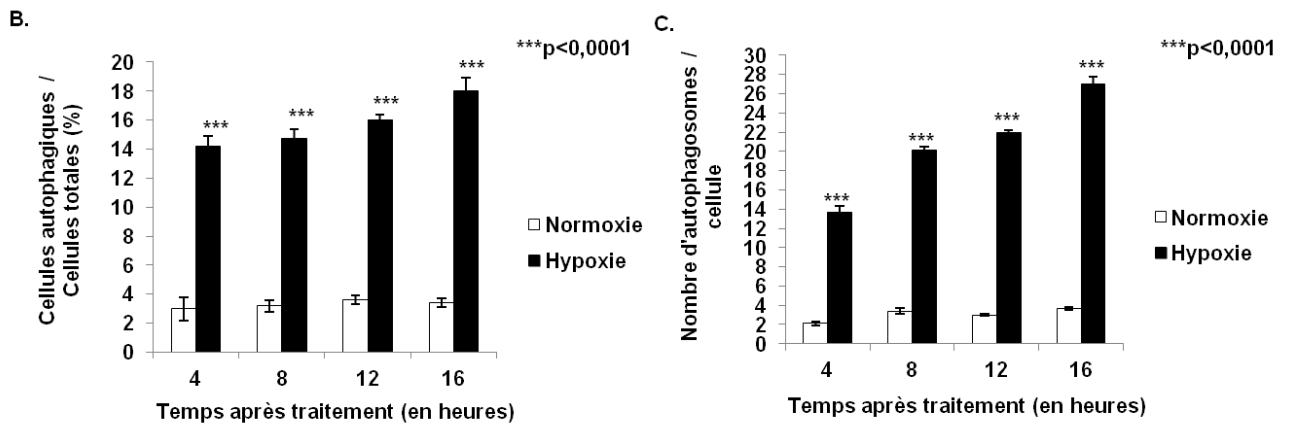 B.
***p<0,0001
Cellules autophagiques /
Cellules totales (%)
20
18
16
14
12
10
8
6
4
2
0
***
***
***
***
Normoxie
Hypoxie
4 8 12 16
Temps après traitement (en heures)
C.
***p<0,0001
Nombre d'autophagosomes /
cellule
30
28
26
24
22
20
18
16
14
12
10
8
6
4
2
0
***
***
***
***
Normoxie
Hypoxie
4 8 12 16
Temps après traitement (en heures)